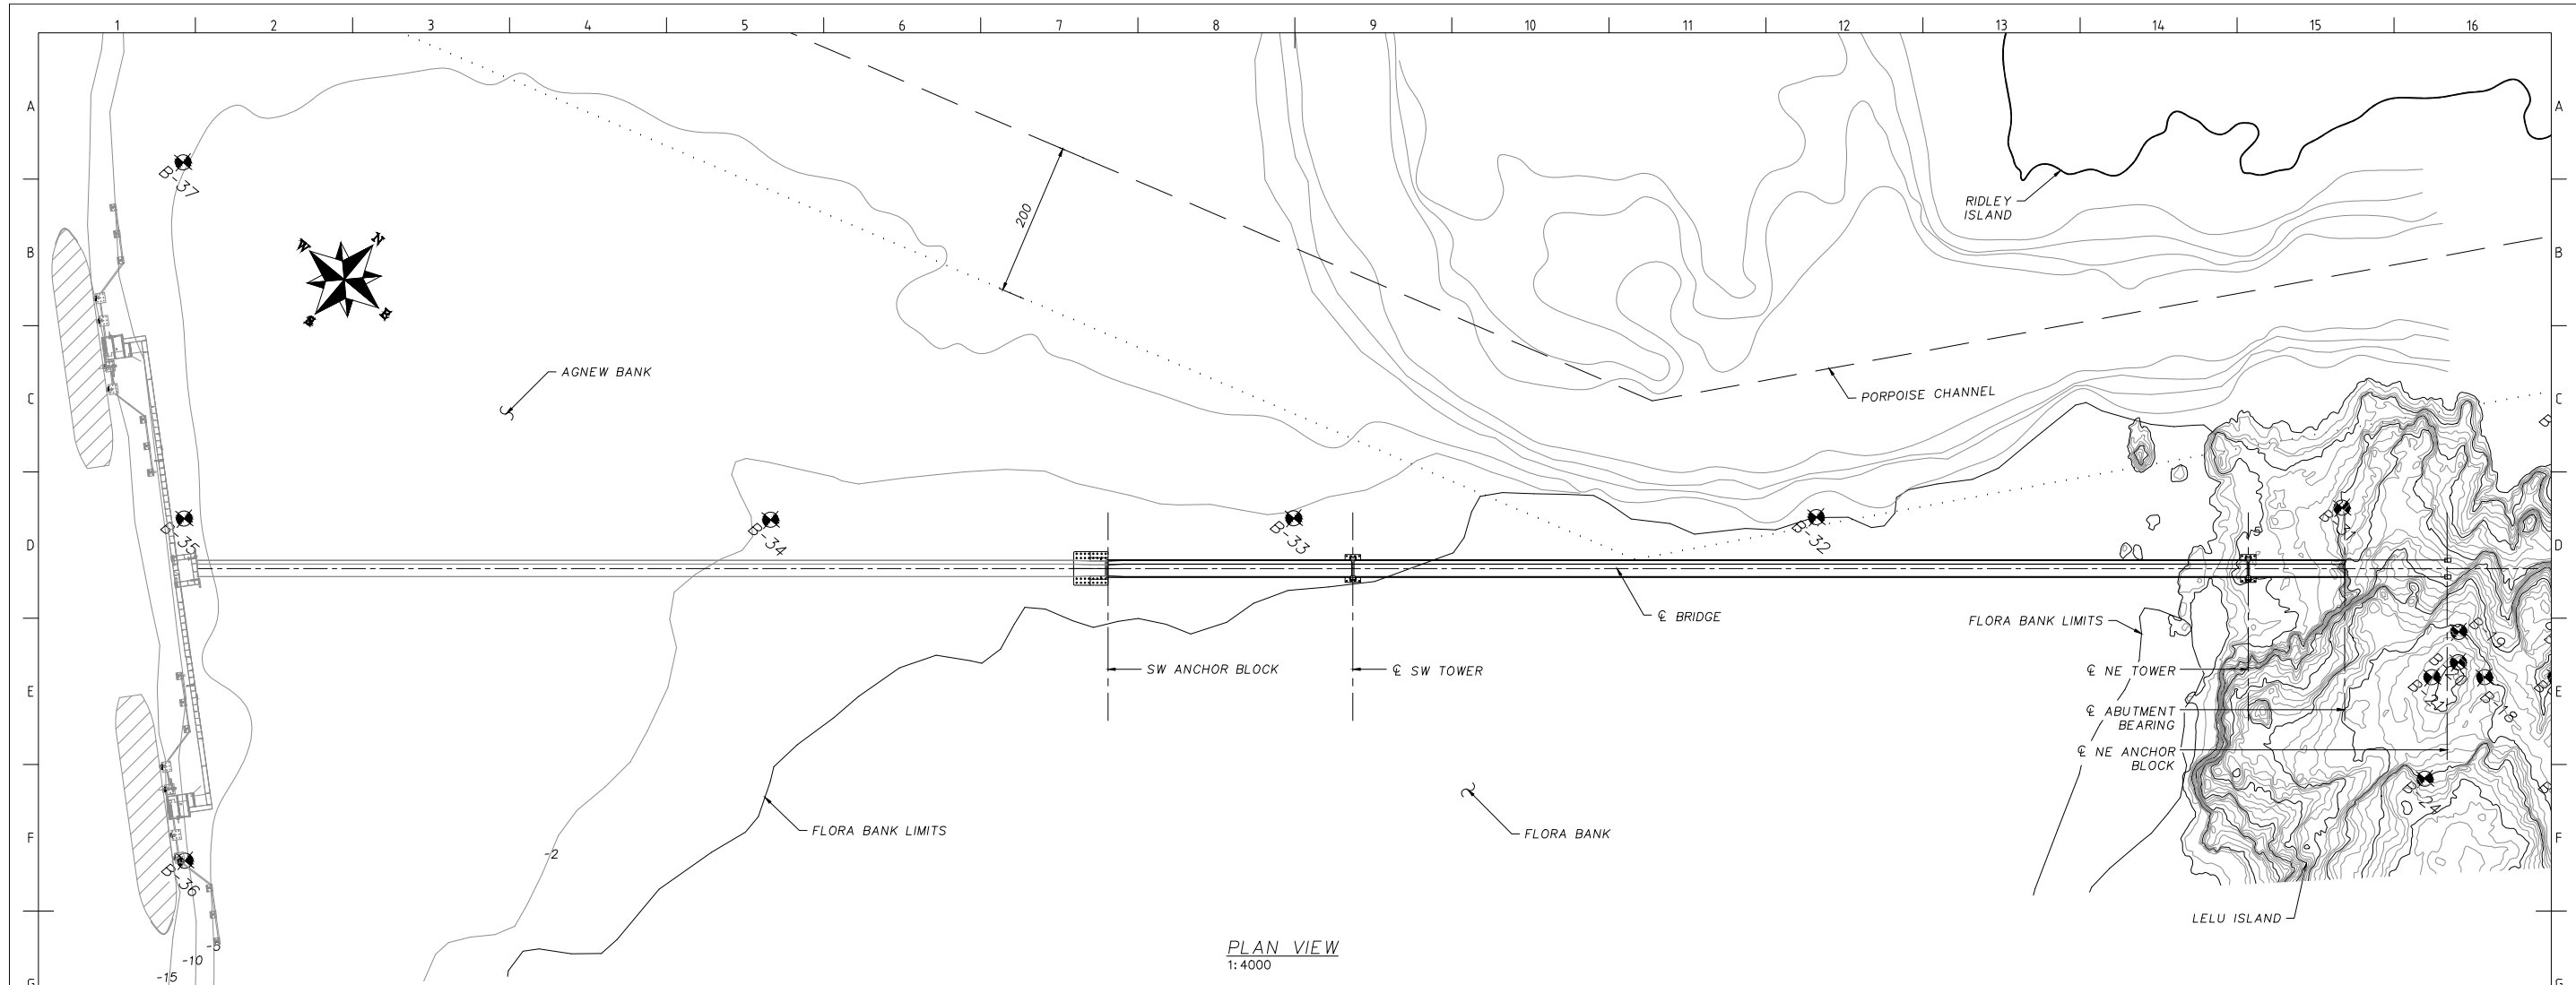 1 2 3 4 5 6 7 8 9 10 11 12 13 14 15 16
A A
B-37
RIDLEY
ISLAND
200
W N
S E
B B
AGNEW BANK
PORPOISE CHANNEL
C C
B-35
B-34
B-33
B-32
D D
℄ BRIDGE
FLORA BANK LIMITS
SW ANCHOR BLOCK
℄ SW TOWER
℄ NE TOWER
E E
B-18
℄ ABUTMENT
BEARING
℄ NE ANCHOR
BLOCK
B-24
FLORA BANK LIMITS
FLORA BANK
F F
-2
B-36
LELU ISLAND
-5
-10
-15
PLAN VIEW
1:4000
G G